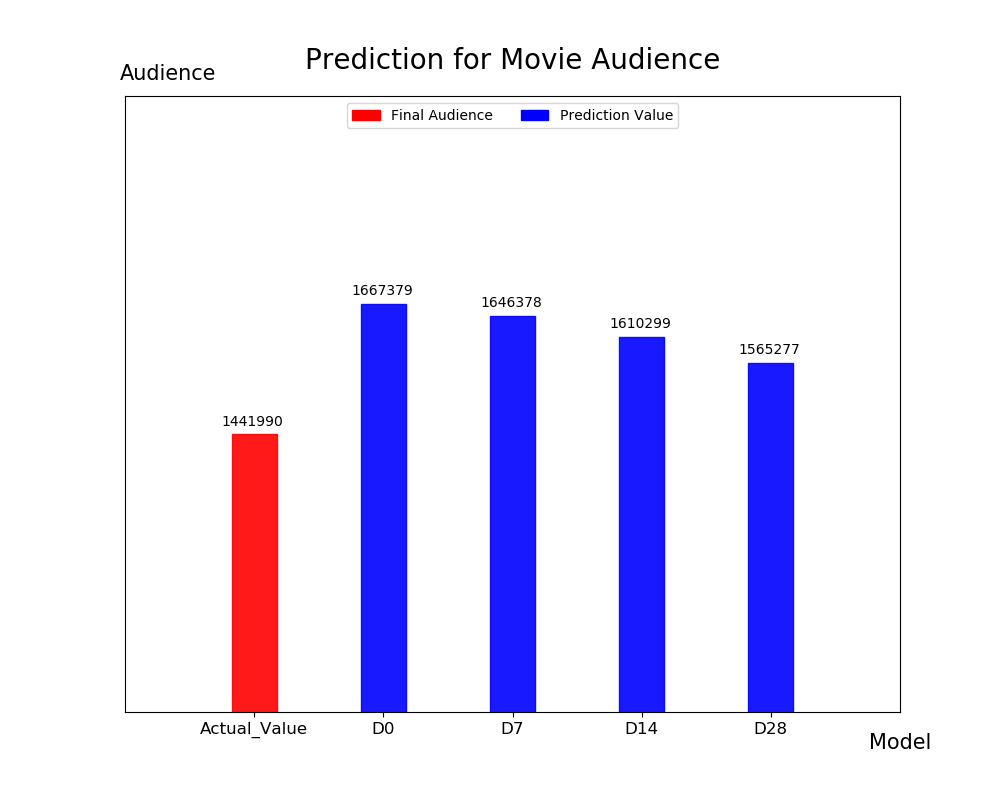 Prediction for Movie Audience
Audience
Final Audience
Prediction Value
1667379
1646378
1610299
1565277
1441990
Actual_Value
D0
D7
D14
D28
Model